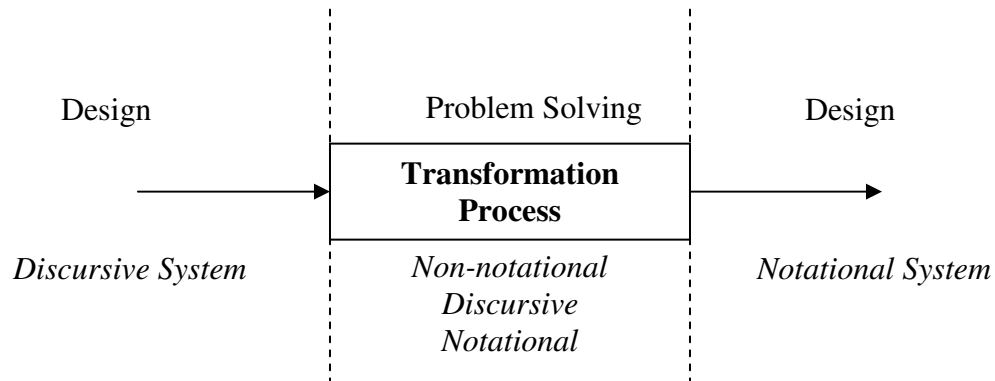 Design
Problem Solving
Design
Transformation
Process
Discursive System
Non-notational
Discursive
Notational
Notational System